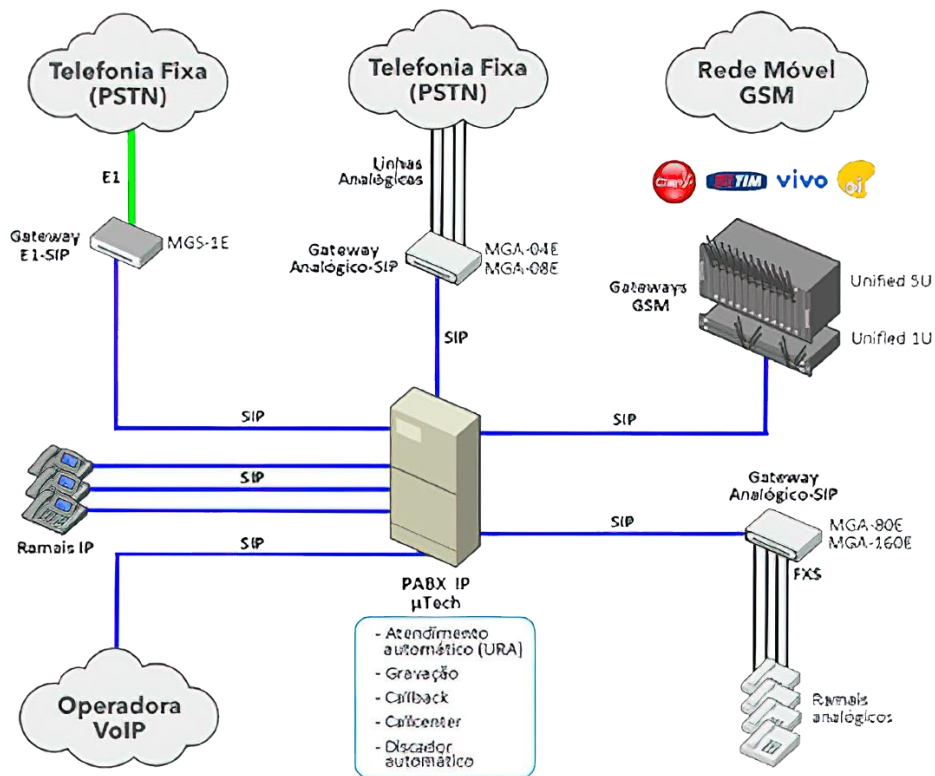 Telefonia Fixa
(PSTN)
Telefonia Fixa
(PSTN)
Rede Móvel
GSM
E1
Linhas
Analógicas
Claro
TIM
vivo
oi
Gateway
E1-SIP
MGS-1E
Gateway
Analógico-SIP
MGA-04E
MGA-08E
Gateways
GSM
Unified 5U
Unified 1U
SIP
SIP
SIP
SIP
Ramais IP
SIP
SIP
Gateway
Analógico-SIP
MGA-80E
MGA-160E
FXS
PABX IP
µTech
- Atendimento
automático (URA)
- Gravação
- Callback
- Callcenter
- Discador
automático
Operadora
VoIP
Ramais
analógicos